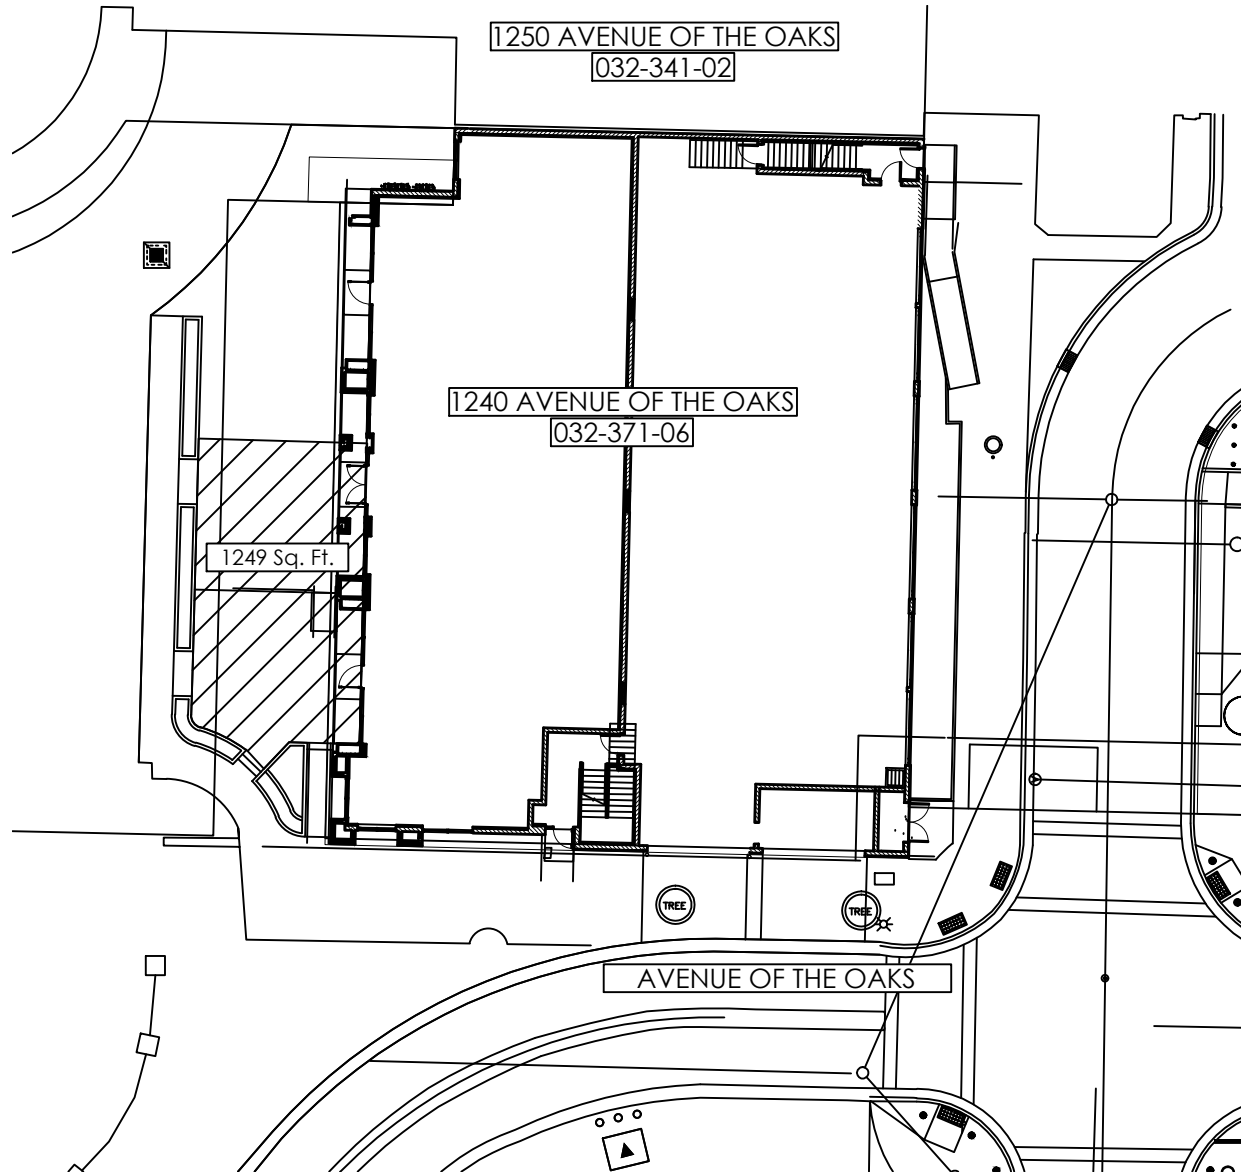 1250 AVENUE OF THE OAKS
032-341-02
1240 AVENUE OF THE OAKS
032-371-06
1249 Sq. Ft.
TREE
TREE
AVENUE OF THE OAKS